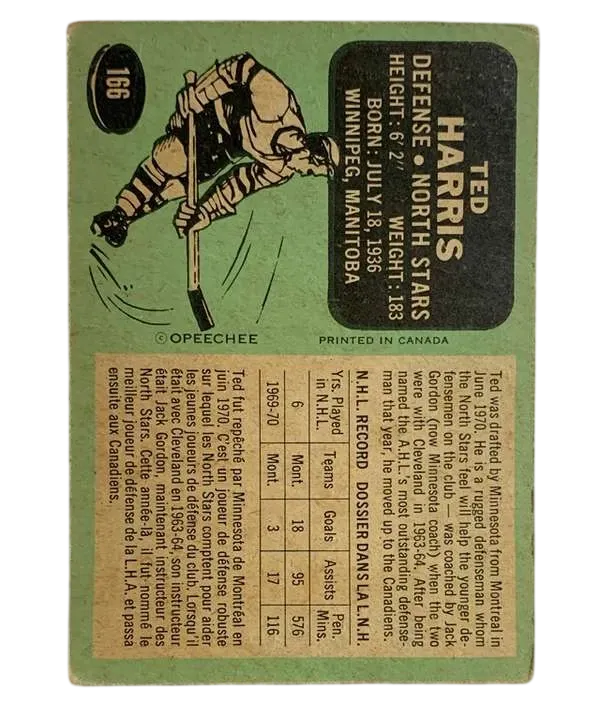 166
TED
HARRIS
DEFENSE • NORTH STARS
HEIGHT: 6' 2" WEIGHT: 183
BORN: JULY 18, 1936
WINNIPEG, MANITOBA
© OPEECHEE
PRINTED IN CANADA
Ted was drafted by Minnesota from Montreal in
June 1970. He is a rugged defenseman whom
the North Stars feel will help the younger de-
fensemen on the club — was coached by Jack
Gordon (now Minnesota coach) when the two
were with Cleveland in 1963-64. After being
named the A.H.L.'s most outstanding defense-
man that year, he moved up to the Canadiens.
N.H.L. RECORD DOSSIER DANS LA L.N.H.
Yrs. Played in N.H.L. Teams Goals Assists Pen. Mins.
6 Mont. 18 95 576
1969-70 Mont. 3 17 116
Ted fut repêché par Minnesota de Montréal en
juin 1970. C'est un joueur de défense robuste
sur lequel les North Stars comptent pour aider
les jeunes joueurs de défense du club. Lorsqu'il
était avec Cleveland en 1963-64, son instructeur
était Jack Gordon, maintenant instructeur des
North Stars. Cette année-là, il fut nommé le
meilleur joueur de défense de la L.H.A. et passa
ensuite aux Canadiens.